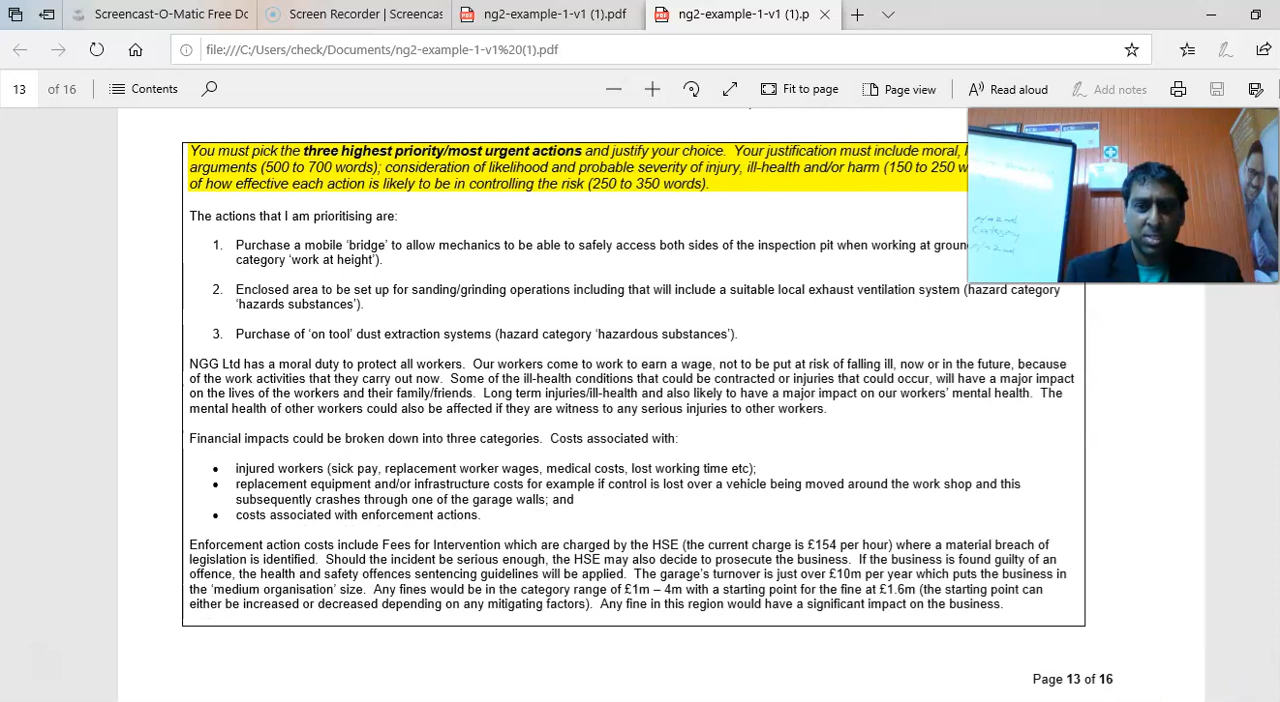 Screencast-O-Matic Free Do
Screen Recorder | Screencas
ng2-example-1-v1 (1).pdf
ng2-example-1-v1 (1).p
file:///C:/Users/check/Documents/ng2-example-1-v1%20(1).pdf
13 of 16
Contents
Fit to page
Page view
Read aloud
Add notes
You must pick the three highest priority/most urgent actions and justify your choice. Your justification must include moral,
arguments (500 to 700 words); consideration of likelihood and probable severity of injury, ill-health and/or harm (150 to 250 w
of how effective each action is likely to be in controlling the risk (250 to 350 words).
The actions that I am prioritising are:
1. Purchase a mobile 'bridge' to allow mechanics to be able to safely access both sides of the inspection pit when working at groun
category 'work at height').
2. Enclosed area to be set up for sanding/grinding operations including that will include a suitable local exhaust ventilation system (hazard category
'hazards substances').
3. Purchase of 'on tool' dust extraction systems (hazard category 'hazardous substances').
NGG Ltd has a moral duty to protect all workers. Our workers come to work to earn a wage, not to be put at risk of falling ill, now or in the future, because
of the work activities that they carry out now. Some of the ill-health conditions that could be contracted or injuries that could occur, will have a major impact
on the lives of the workers and their family/friends. Long term injuries/ill-health and also likely to have a major impact on our workers' mental health. The
mental health of other workers could also be affected if they are witness to any serious injuries to other workers.
Financial impacts could be broken down into three categories. Costs associated with:
• injured workers (sick pay, replacement worker wages, medical costs, lost working time etc);
• replacement equipment and/or infrastructure costs for example if control is lost over a vehicle being moved around the work shop and this
subsequently crashes through one of the garage walls; and
• costs associated with enforcement actions.
Enforcement action costs include Fees for Intervention which are charged by the HSE (the current charge is £154 per hour) where a material breach of
legislation is identified. Should the incident be serious enough, the HSE may also decide to prosecute the business. If the business is found guilty of an
offence, the health and safety offences sentencing guidelines will be applied. The garage's turnover is just over £10m per year which puts the business in
the 'medium organisation' size. Any fines would be in the category range of £1m – 4m with a starting point for the fine at £1.6m (the starting point can
either be increased or decreased depending on any mitigating factors). Any fine in this region would have a significant impact on the business.
Page 13 of 16